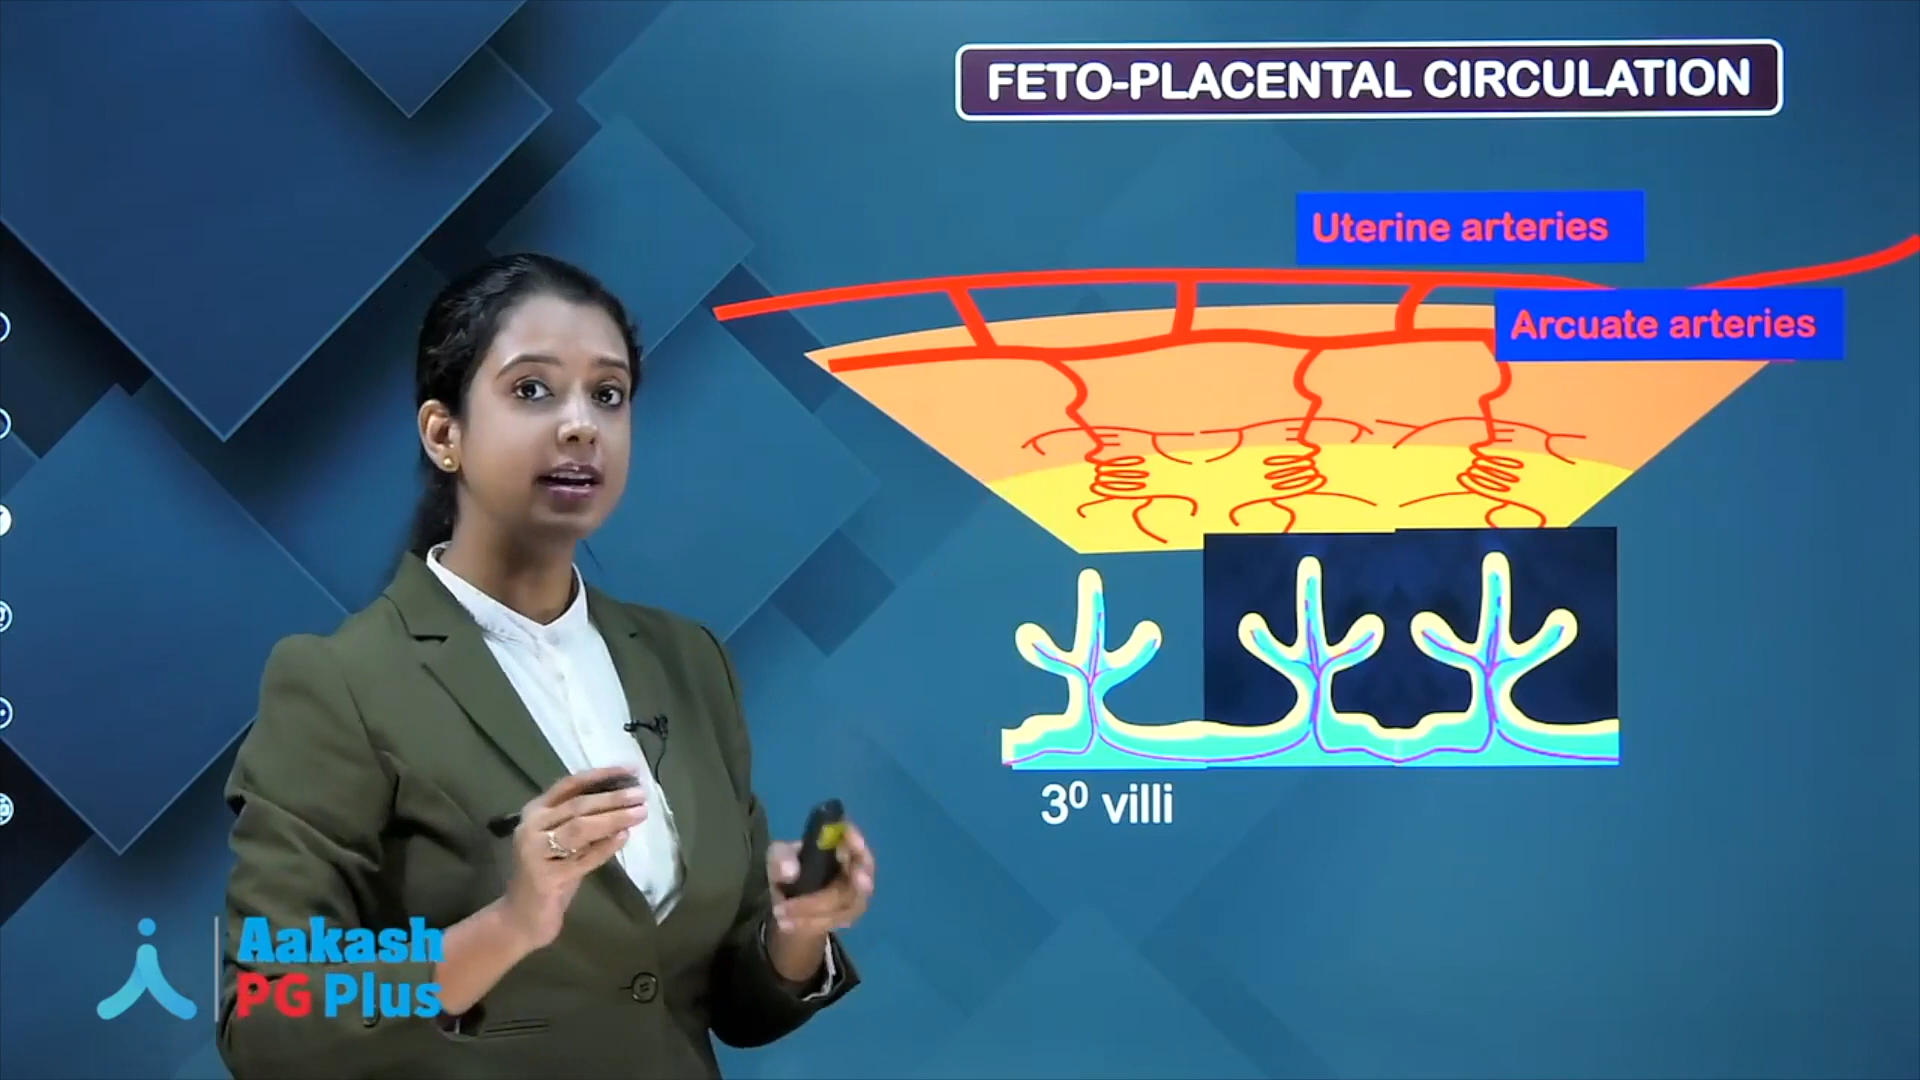 FETO-PLACENTAL CIRCULATION
Uterine arteries
Arcuate arteries
3⁰ villi
Aakash
PG Plus